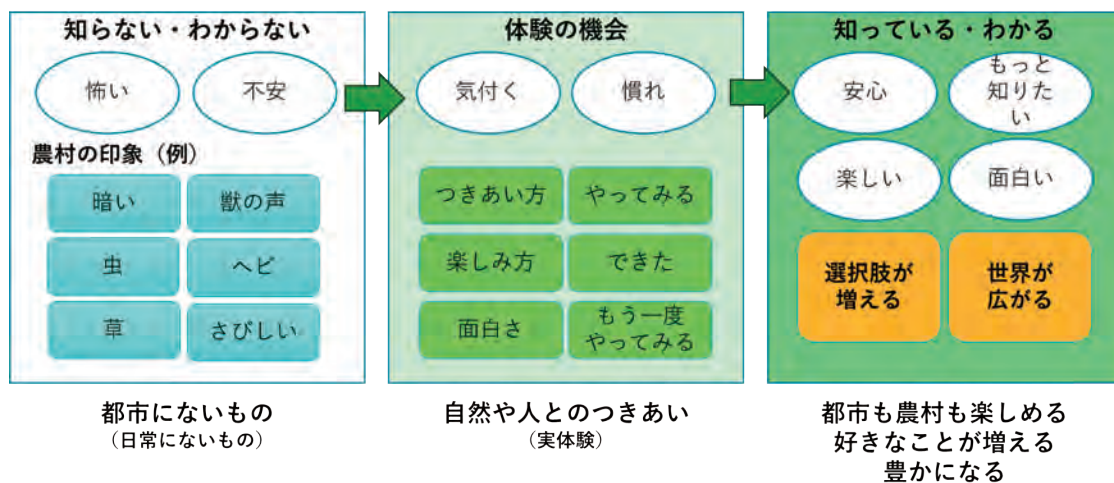 知らない・わからない
怖い
不安
農村の印象（例）
暗い
獣の声
虫
ヘビ
草
さびしい
都市にないもの
（日常にないもの）
体験の機会
気付く
慣れ
つきあい方
やってみる
楽しみ方
できた
面白さ
もう一度
やってみる
自然や人とのつきあい
（実体験）
知っている・わかる
安心
もっと
知りた
い
楽しい
面白い
選択肢が
増える
世界が
広がる
都市も農村も楽しめる
好きなことが増える
豊かになる